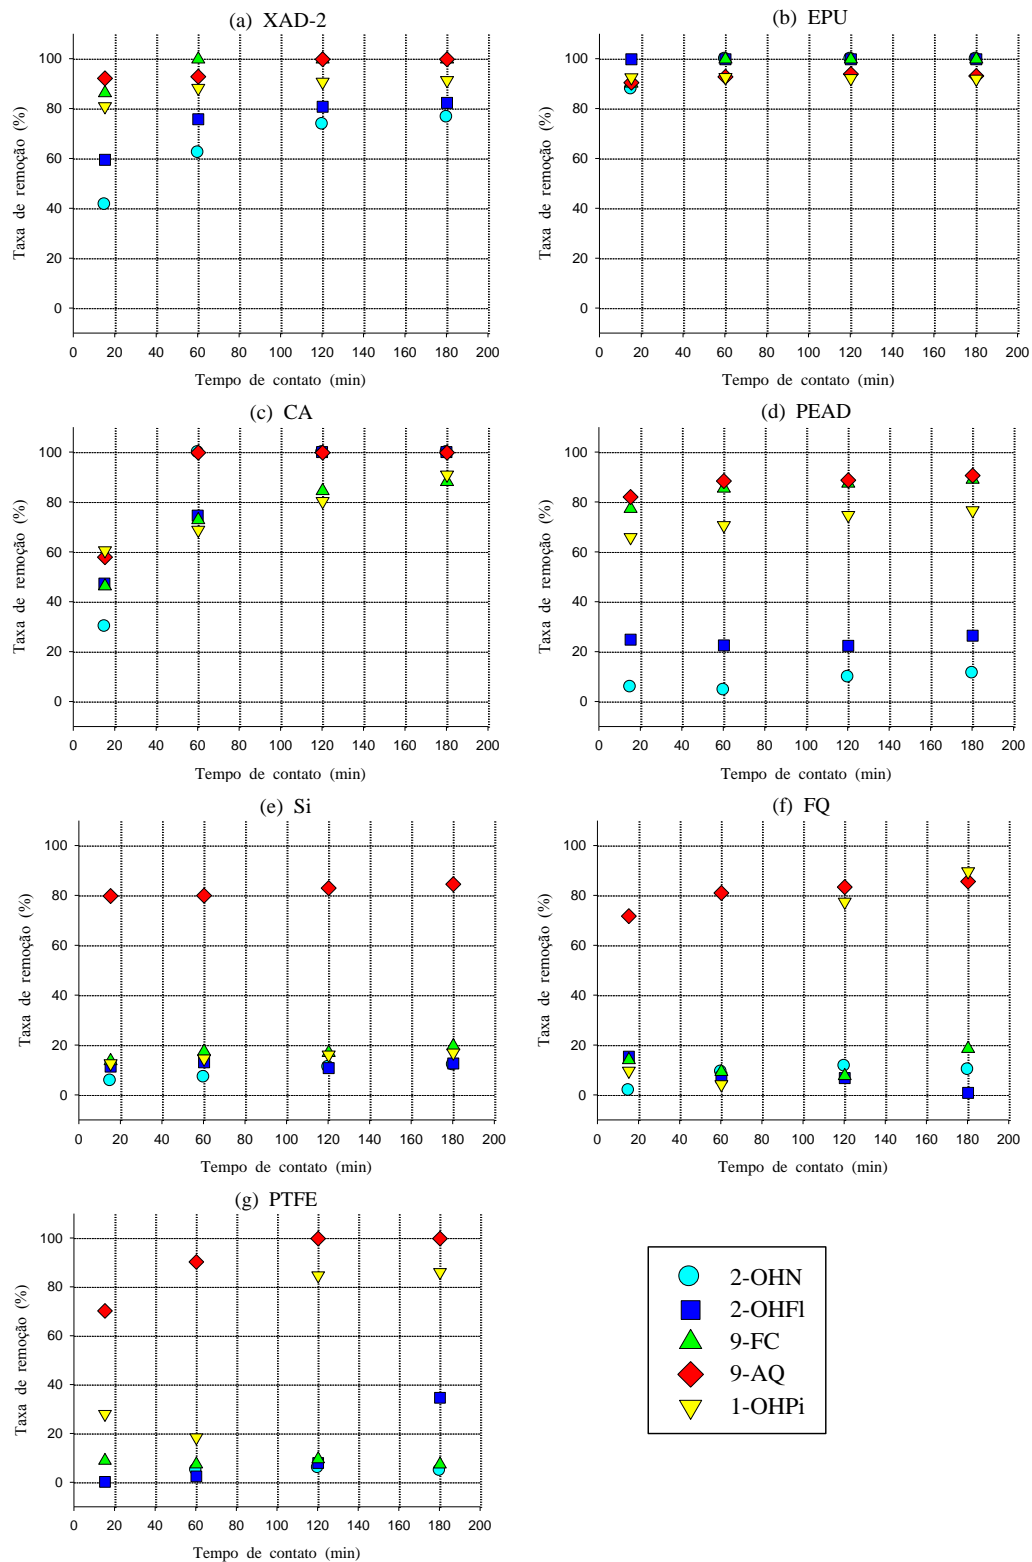 (a) XAD-2
Taxa de remoção (%)
100
80
60
40
20
0
0 20 40 60 80 100 120 140 160 180 200
Tempo de contato (min)
(b) EPU
Taxa de remoção (%)
100
80
60
40
20
0
0 20 40 60 80 100 120 140 160 180 200
Tempo de contato (min)
(c) CA
Taxa de remoção (%)
100
80
60
40
20
0
0 20 40 60 80 100 120 140 160 180 200
Tempo de contato (min)
(d) PEAD
Taxa de remoção (%)
100
80
60
40
20
0
0 20 40 60 80 100 120 140 160 180 200
Tempo de contato (min)
(e) Si
Taxa de remoção (%)
100
80
60
40
20
0
0 20 40 60 80 100 120 140 160 180 200
Tempo de contato (min)
(f) FQ
Taxa de remoção (%)
100
80
60
40
20
0
0 20 40 60 80 100 120 140 160 180 200
Tempo de contato (min)
(g) PTFE
Taxa de remoção (%)
100
80
60
40
20
0
0 20 40 60 80 100 120 140 160 180 200
Tempo de contato (min)
2-OHN
2-OHFl
9-FC
9-AQ
1-OHPi